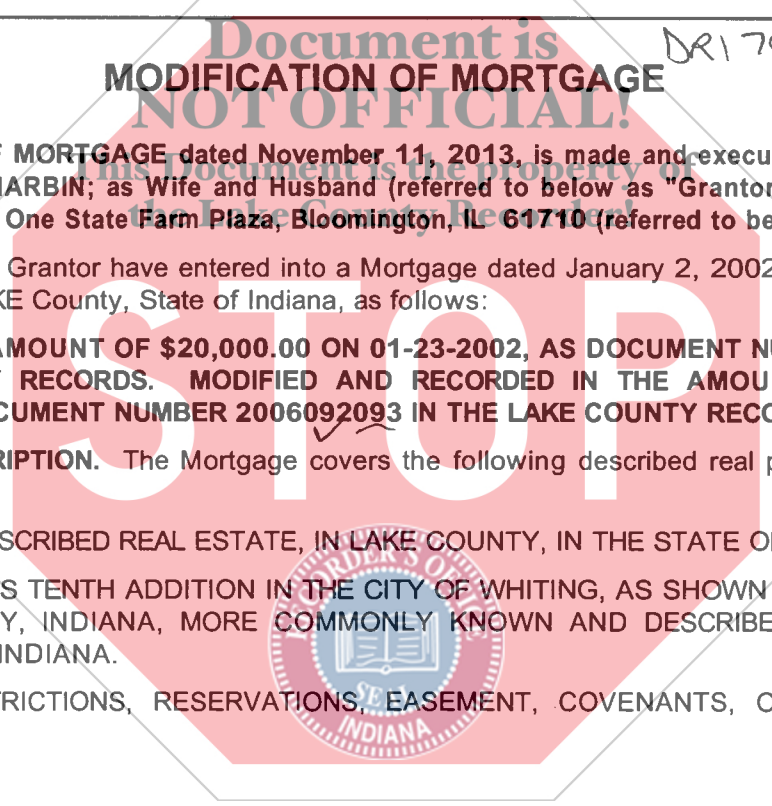 Document is
DR1 70
MODIFICATION OF MORTGAGE
NOT OFFICIAL!
F MORTGAGE dated November 11, 2013, is made and execu
This Document is the property of
HARBIN; as Wife and Husband (referred to below as "Grantor
the Lake County Recorder!
One State Farm Plaza, Bloomington, IL 61710 (referred to be
Grantor have entered into a Mortgage dated January 2, 2002
KE County, State of Indiana, as follows:
STOP
AMOUNT OF $20,000.00 ON 01-23-2002, AS DOCUMENT NU
RECORDS. MODIFIED AND RECORDED IN THE AMOU
CUMENT NUMBER 2006092093 IN THE LAKE COUNTY RECO
RIPTION. The Mortgage covers the following described real p
SCRIBED REAL ESTATE, IN LAKE COUNTY, IN THE STATE O
S TENTH ADDITION IN THE CITY OF WHITING, AS SHOWN
Y, INDIANA, MORE COMMONLY KNOWN AND DESCRIBE
INDIANA.
TRICTIONS, RESERVATIONS, EASEMENT, COVENANTS, O
RECORDER'S OFFICE
SEAL
INDIANA